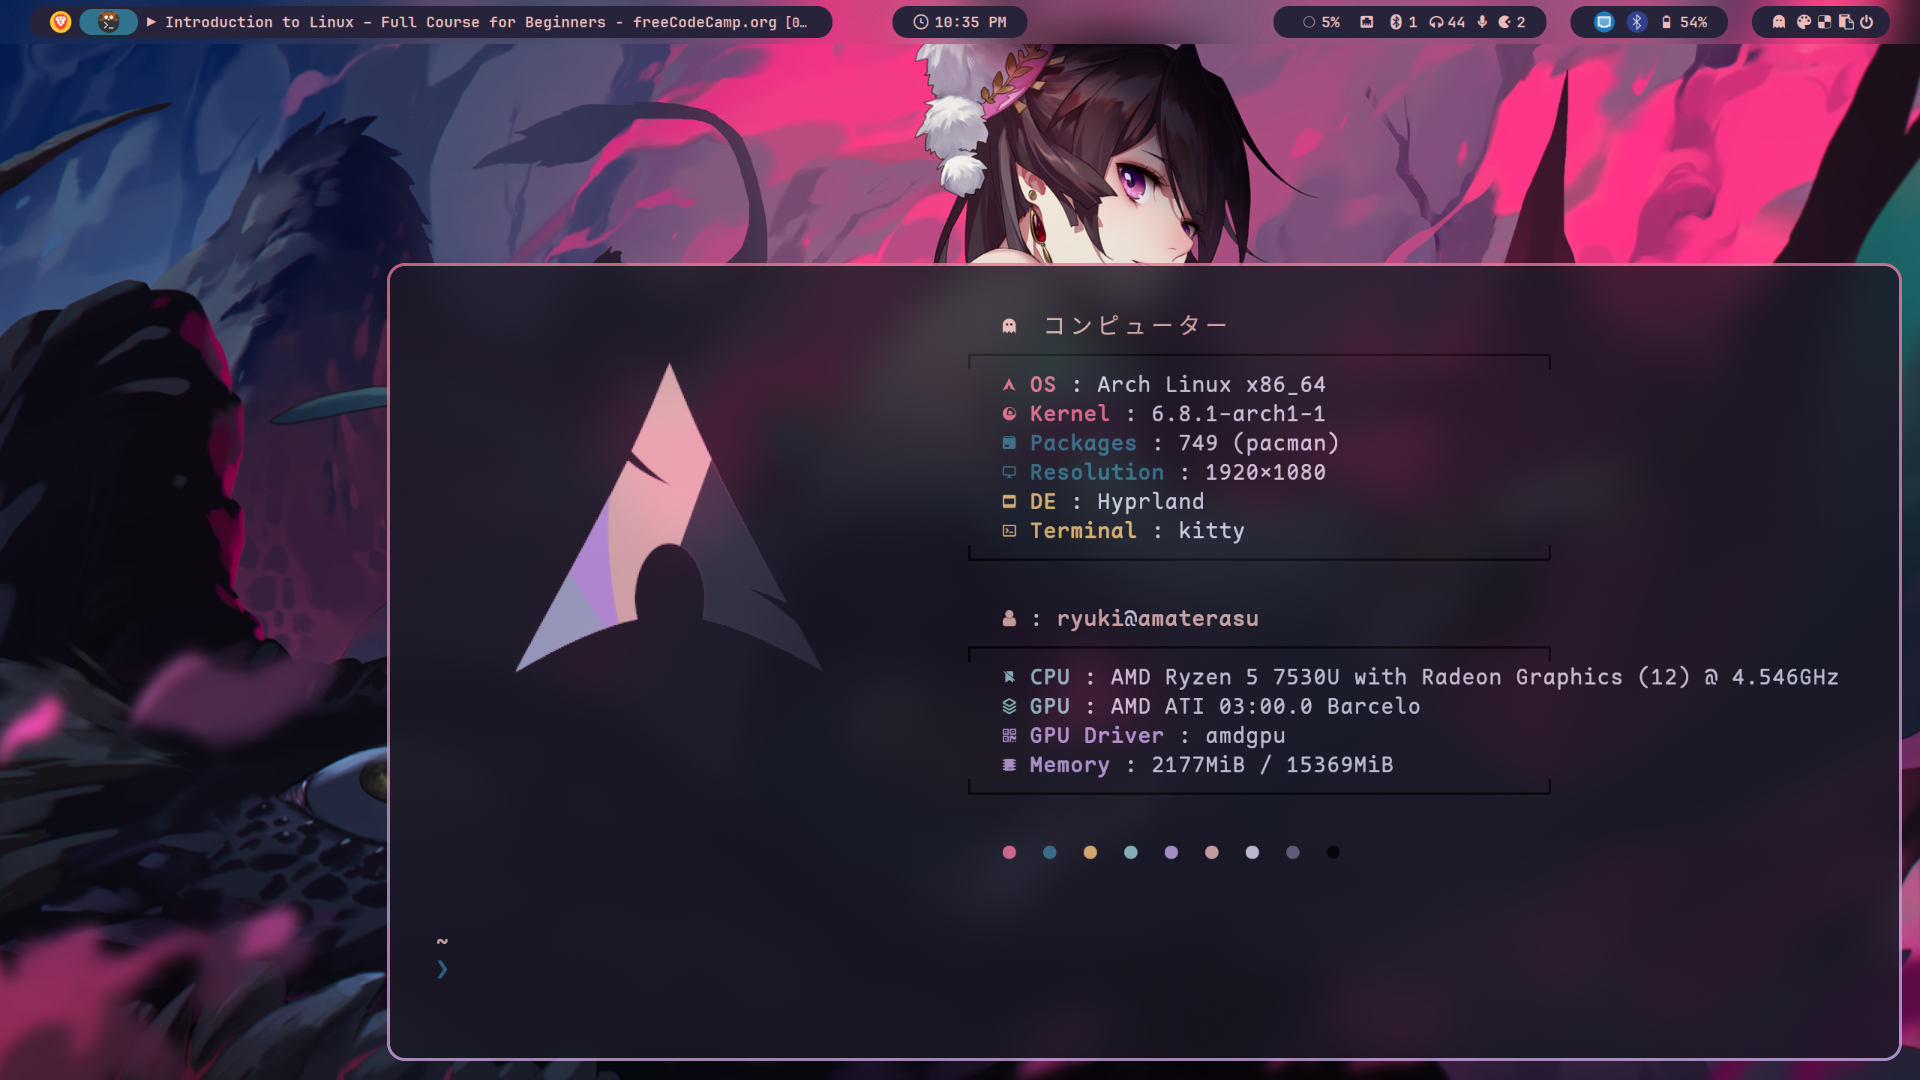 ▶ Introduction to Linux – Full Course for Beginners - freeCodeCamp.org [0…
10:35 PM
5% 1 44 2
54%
コンピューター
OS : Arch Linux x86_64
Kernel : 6.8.1-arch1-1
Packages : 749 (pacman)
Resolution : 1920×1080
DE : Hyprland
Terminal : kitty
: ryuki@amaterasu
CPU : AMD Ryzen 5 7530U with Radeon Graphics (12) @ 4.546GHz
GPU : AMD ATI 03:00.0 Barcelo
GPU Driver : amdgpu
Memory : 2177MiB / 15369MiB
~
❯